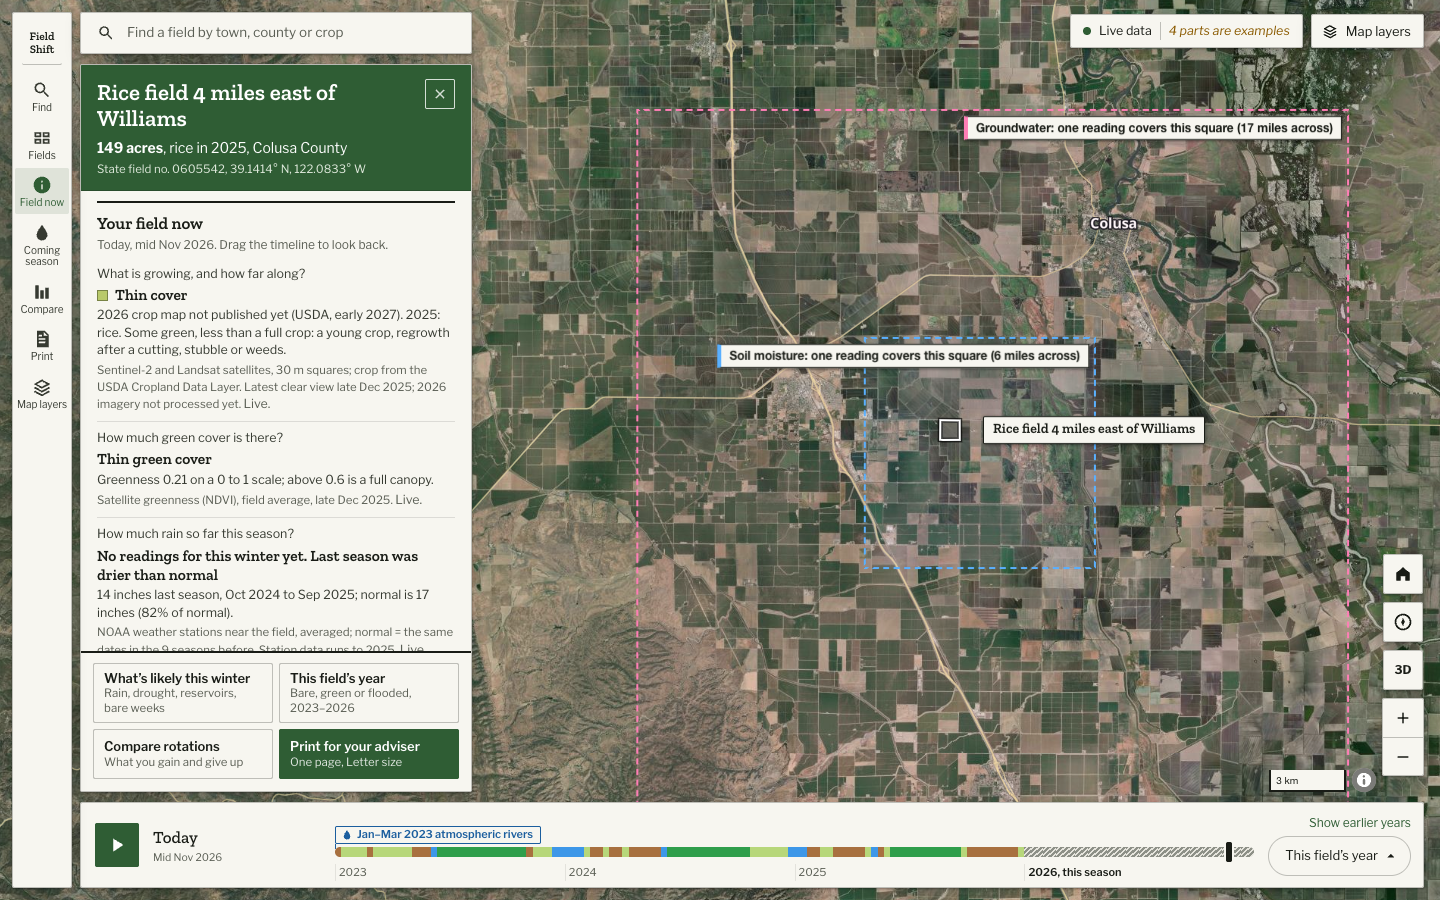 Field
Shift
Find
Fields
Field now
Coming
season
Compare
Print
Map layers
Find a field by town, county or crop
Rice field 4 miles east of
Williams
149 acres, rice in 2025, Colusa County
State field no. 0605542, 39.1414° N, 122.0833° W
Your field now
Today, mid Nov 2026. Drag the timeline to look back.
What is growing, and how far along?
Thin cover
2026 crop map not published yet (USDA, early 2027). 2025:
rice. Some green, less than a full crop: a young crop, regrowth
after a cutting, stubble or weeds.
Sentinel-2 and Landsat satellites, 30 m squares; crop from the
USDA Cropland Data Layer. Latest clear view late Dec 2025; 2026
imagery not processed yet. Live.
How much green cover is there?
Thin green cover
Greenness 0.21 on a 0 to 1 scale; above 0.6 is a full canopy.
Satellite greenness (NDVI), field average, late Dec 2025. Live.
How much rain so far this season?
No readings for this winter yet. Last season was
drier than normal
14 inches last season, Oct 2024 to Sep 2025; normal is 17
inches (82% of normal).
NOAA weather stations near the field, averaged; normal = the same
dates in the 9 seasons before. Station data runs to 2025. Live.
What's likely this winter
Rain, drought, reservoirs,
bare weeks
This field's year
Bare, green or flooded,
2023–2026
Compare rotations
What you gain and give up
Print for your adviser
One page, Letter size
Live data
4 parts are examples
Map layers
Groundwater: one reading covers this square (17 miles across)
Colusa
Soil moisture: one reading covers this square (6 miles across)
Rice field 4 miles east of Williams
3D
3 km
Today
Mid Nov 2026
Jan–Mar 2023 atmospheric rivers
2023
2024
2025
2026, this season
Show earlier years
This field's year